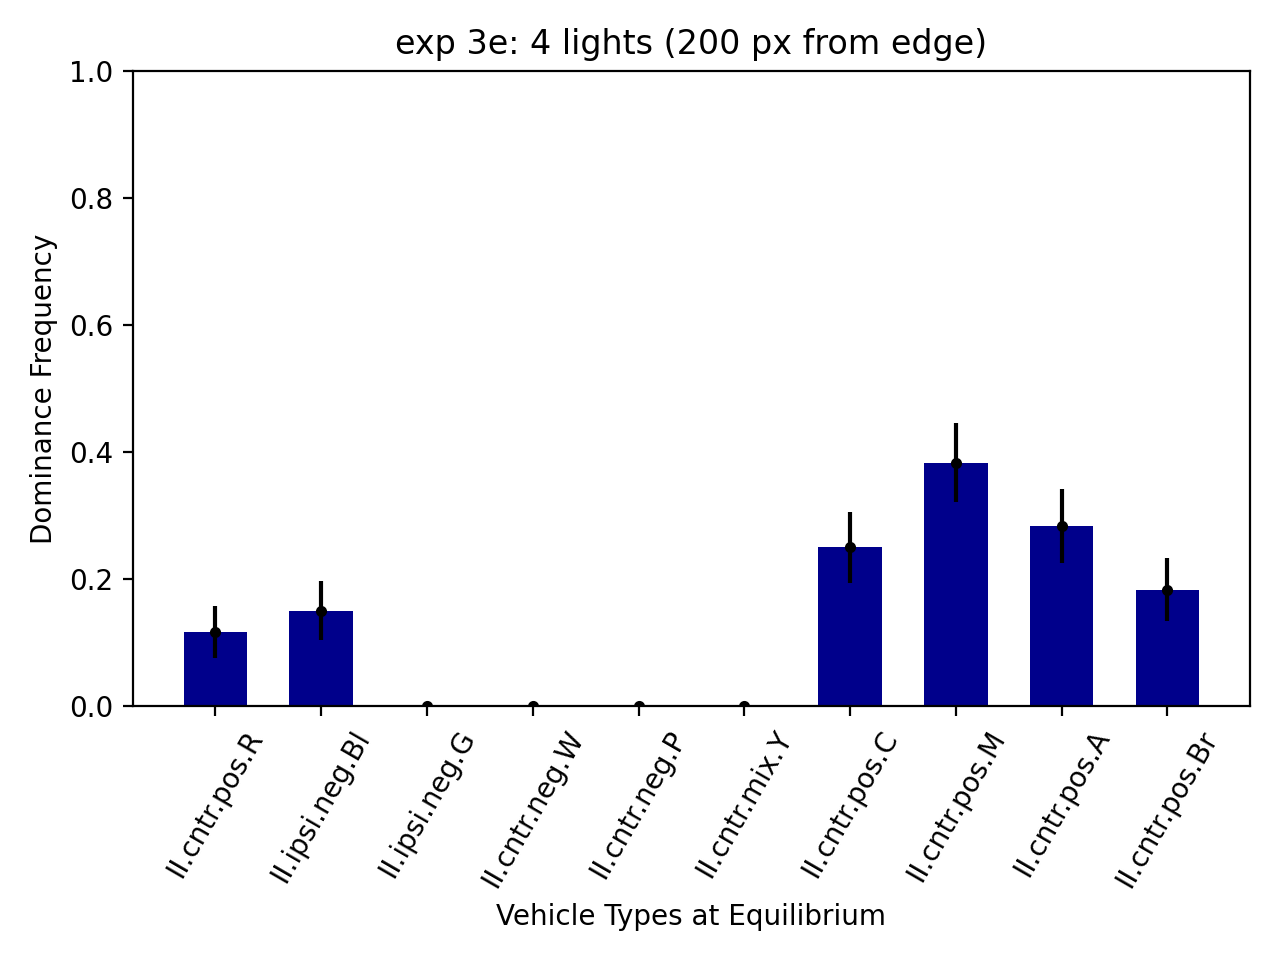 exp 3e: 4 lights (200 px from edge)
Dominance Frequency
1.0
0.8
0.6
0.4
0.2
0.0
II.cntr.pos.R
II.ipsi.neg.Bl
II.ipsi.neg.G
II.cntr.neg.W
II.cntr.neg.P
II.cntr.mix.Y
II.cntr.pos.C
II.cntr.pos.M
II.cntr.pos.A
II.cntr.pos.Br
Vehicle Types at Equilibrium